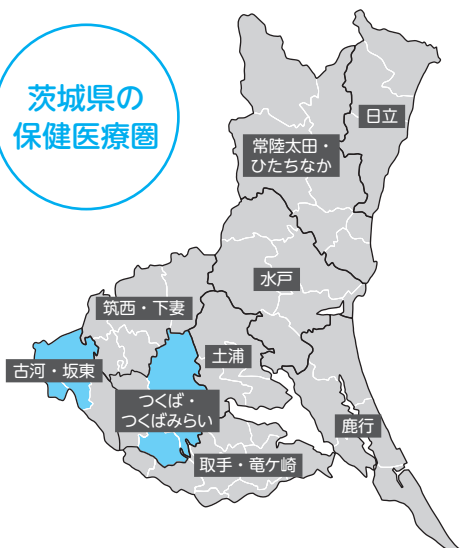 茨城県の
保健医療圏
日立
常陸太田・
ひたちなか
水戸
筑西・下妻
土浦
古河・坂東
つくば・
つくばみらい
鹿行
取手・竜ケ崎